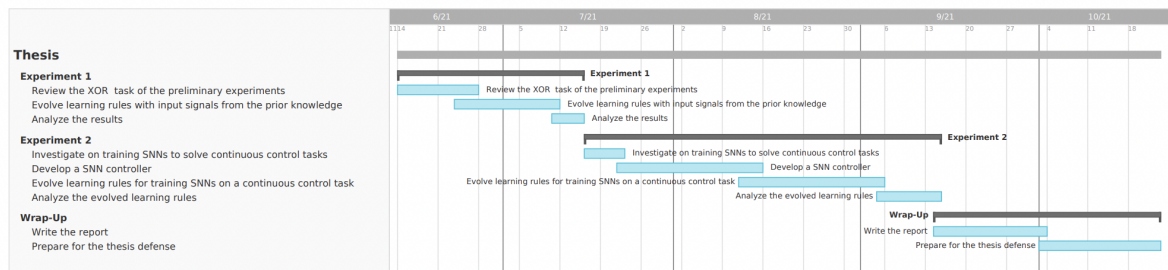 6/21 7/21 8/21 9/21 10/21
1114 21 28 5 12 19 26 2 9 16 23 30 6 13 20 27 4 11 18
Thesis
Experiment 1 Experiment 1
Review the XOR task of the preliminary experiments Review the XOR task of the preliminary experiments
Evolve learning rules with input signals from the prior knowledge Evolve learning rules with input signals from the prior knowledge
Analyze the results Analyze the results
Experiment 2 Experiment 2
Investigate on training SNNs to solve continuous control tasks Investigate on training SNNs to solve continuous control tasks
Develop a SNN controller Develop a SNN controller
Evolve learning rules for training SNNs on a continuous control task Evolve learning rules for training SNNs on a continuous control task
Analyze the evolved learning rules Analyze the evolved learning rules
Wrap-Up Wrap-Up
Write the report Write the report
Prepare for the thesis defense Prepare for the thesis defense